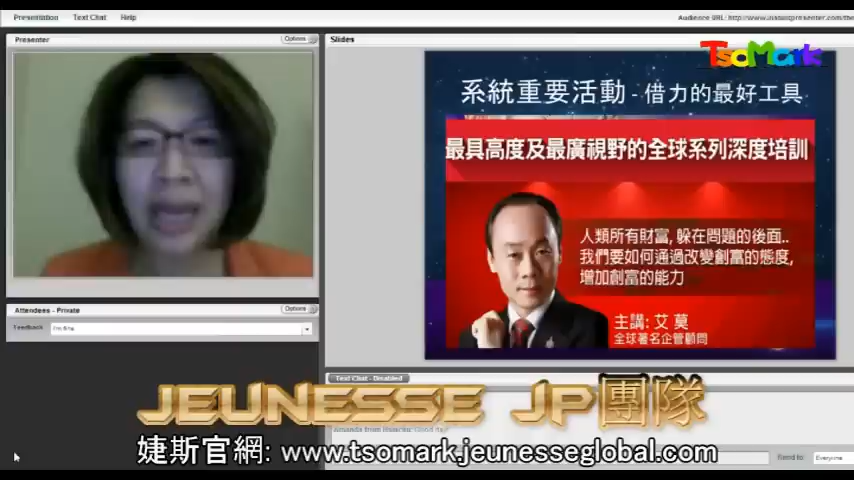 Presentation Text Chat Help
Audience URL: http://www.instantpresenter.com/the
Presenter
Options
Slides
TsoMark
系統重要活動 - 借力的最好工具
最具高度及最廣視野的全球系列深度培訓
人類所有財富, 躲在問題的後面..
我們要如何通過改變創富的態度,
增加創富的能力
主講: 艾 莫
全球著名企管顧問
Attendees - Private
Options
Feedback
I'm fine
Text Chat - Disabled
JEUNESSE JP團隊
婕斯官網: www.tsomark.jeunesseglobal.com
Send to:
Everyone